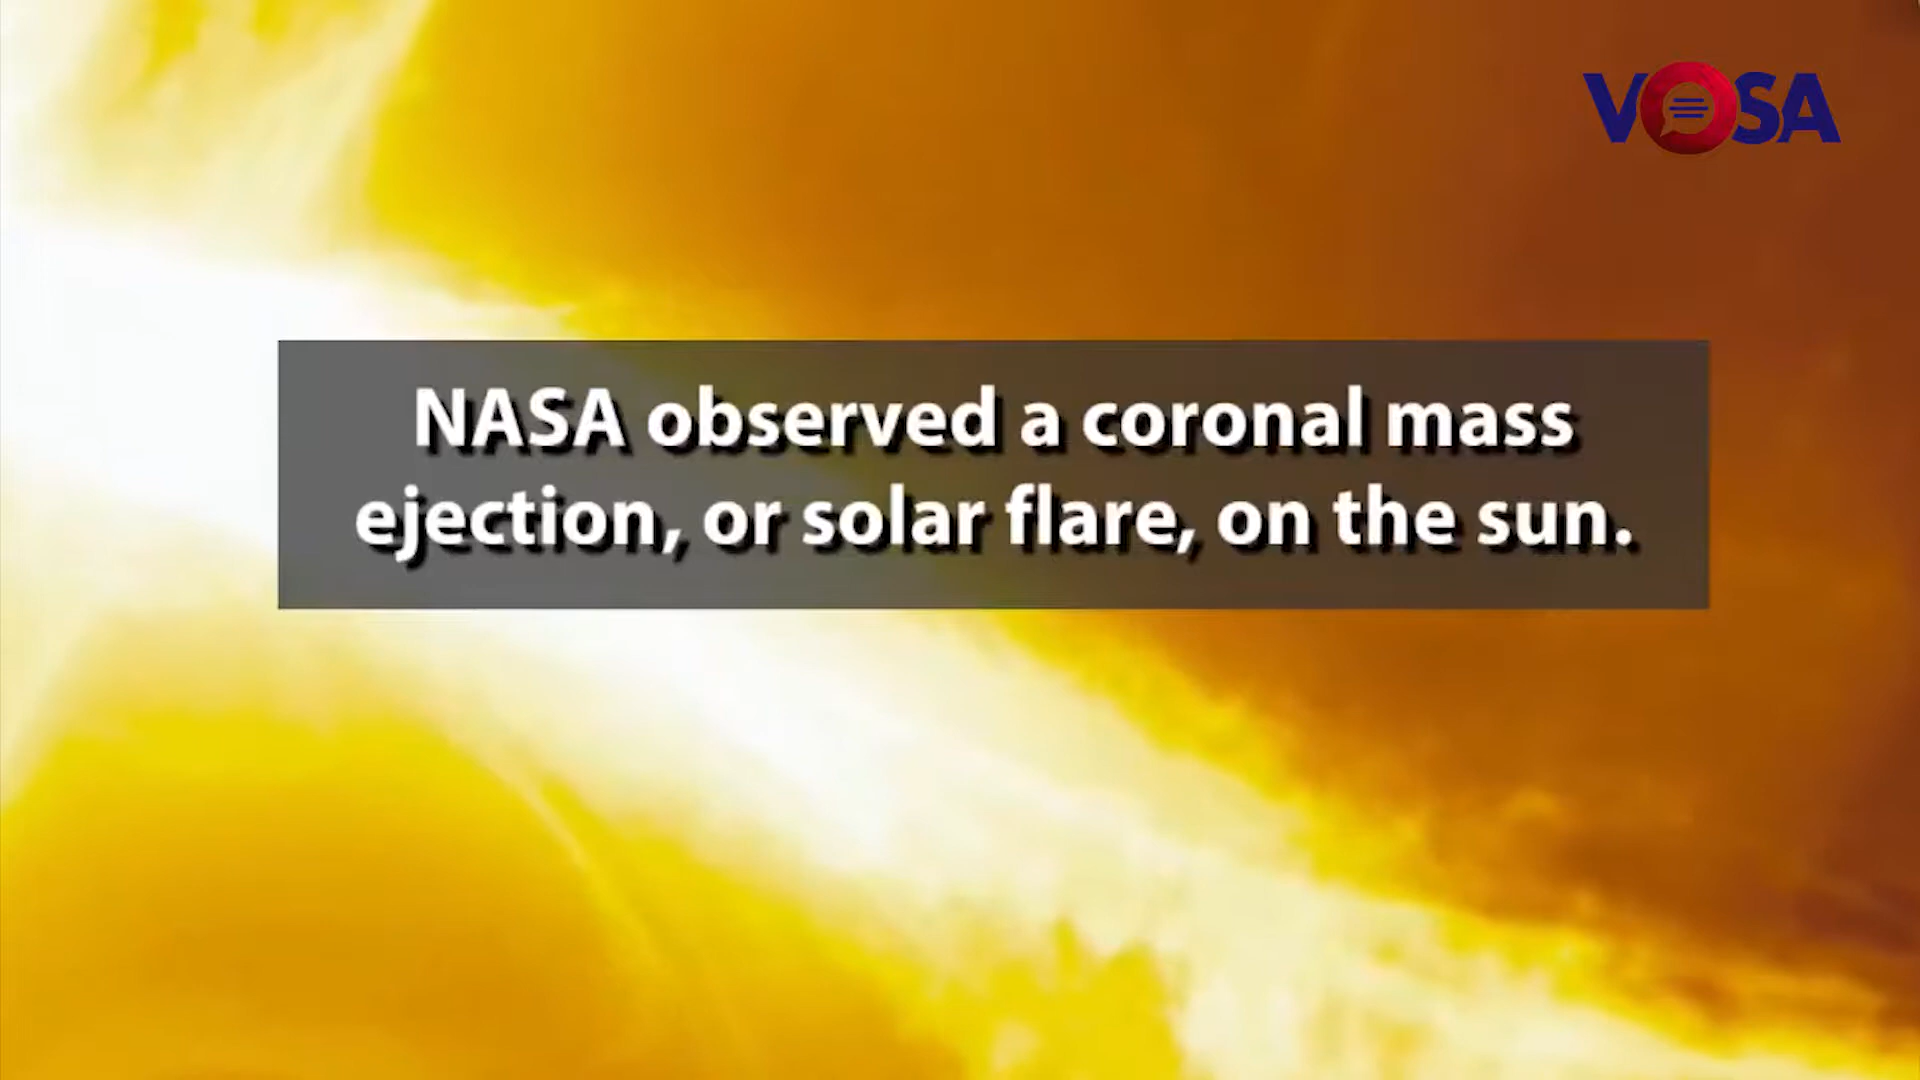 VOSA
NASA observed a coronal mass
ejection, or solar flare, on the sun.